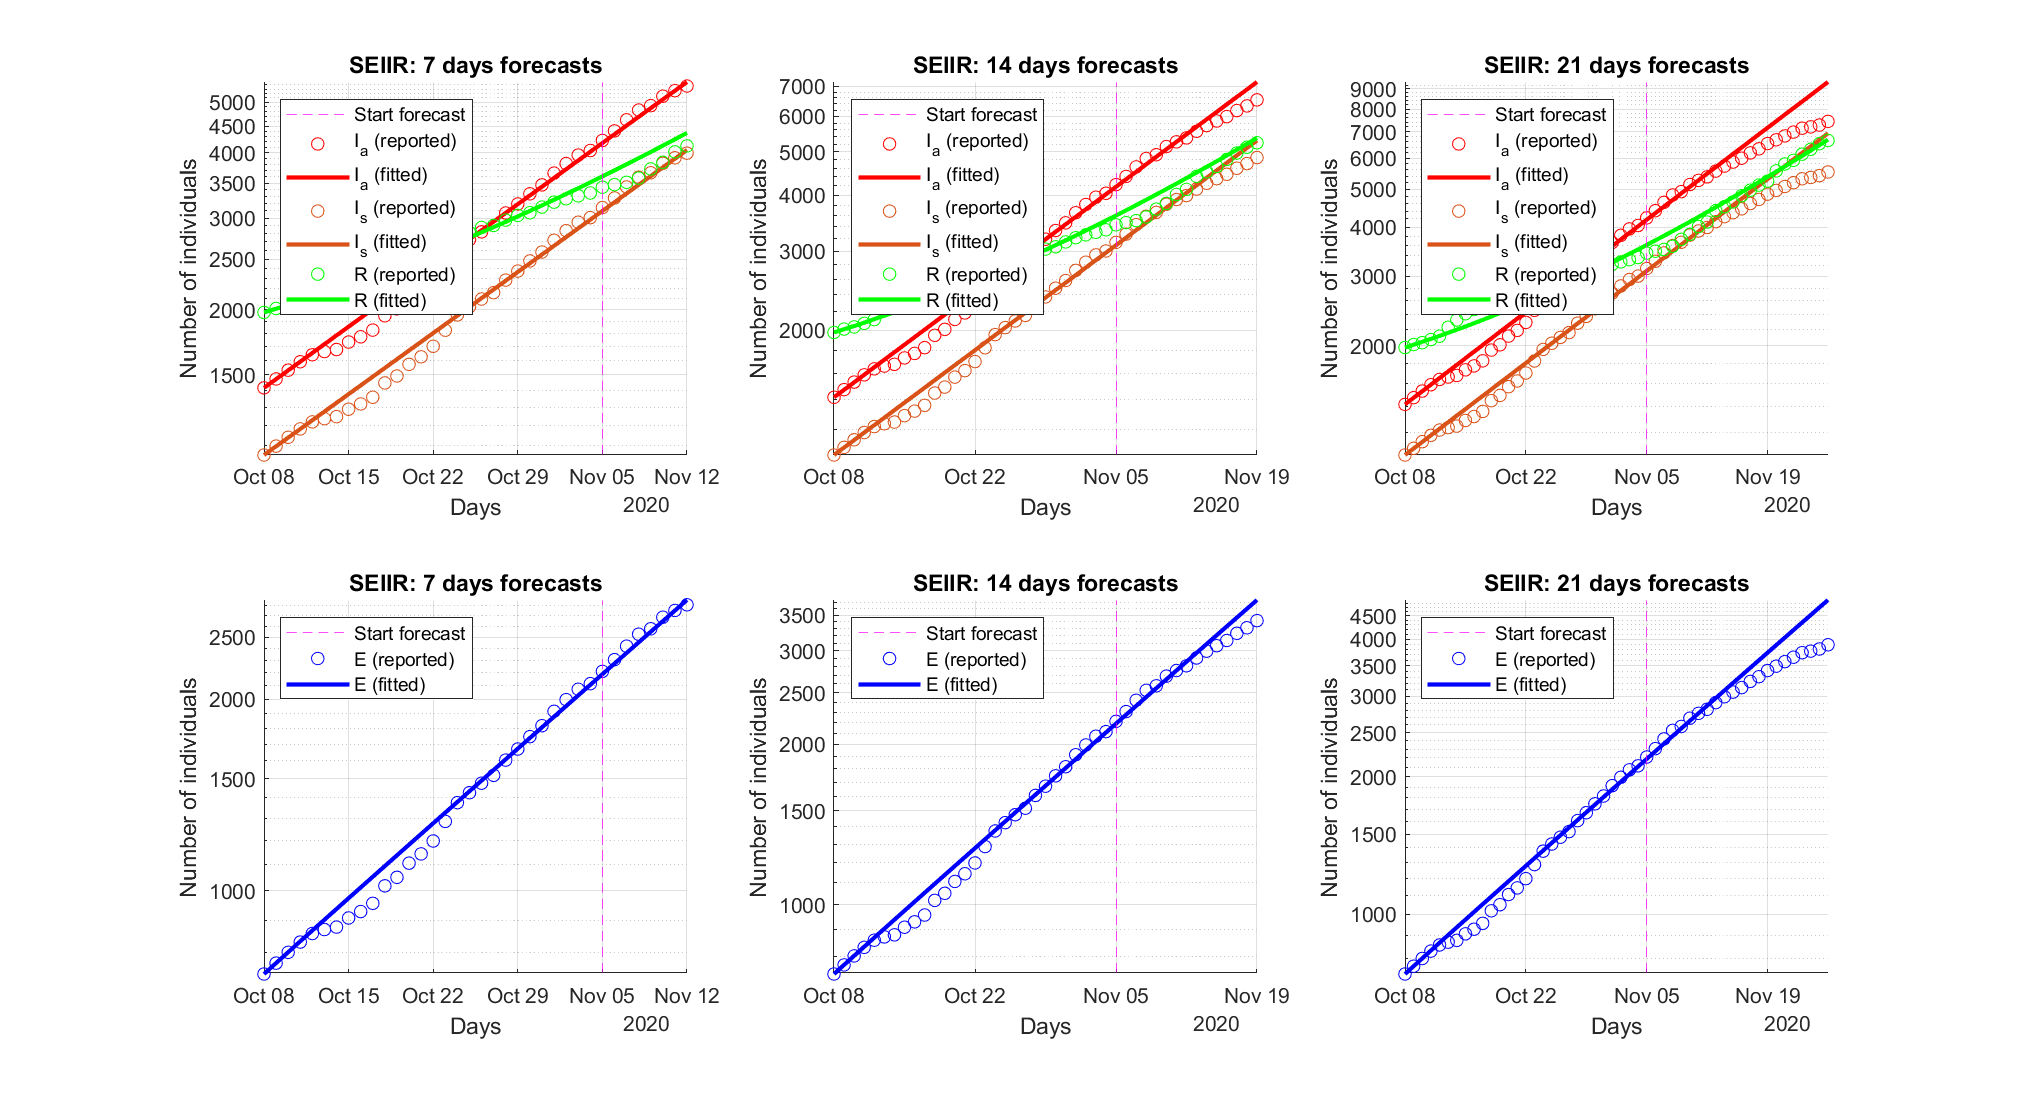 SEIIR: 7 days forecasts
Number of individuals
5000
4500
4000
3500
3000
2500
2000
1500
Start forecast
I_a (reported)
I_a (fitted)
I_s (reported)
I_s (fitted)
R (reported)
R (fitted)
Oct 08 Oct 15 Oct 22 Oct 29 Nov 05 Nov 12
Days
2020
SEIIR: 14 days forecasts
Number of individuals
7000
6000
5000
4000
3000
2000
Start forecast
I_a (reported)
I_a (fitted)
I_s (reported)
I_s (fitted)
R (reported)
R (fitted)
Oct 08 Oct 22 Nov 05 Nov 19
Days
2020
SEIIR: 21 days forecasts
Number of individuals
9000
8000
7000
6000
5000
4000
3000
2000
Start forecast
I_a (reported)
I_a (fitted)
I_s (reported)
I_s (fitted)
R (reported)
R (fitted)
Oct 08 Oct 22 Nov 05 Nov 19
Days
2020
SEIIR: 7 days forecasts
Number of individuals
2500
2000
1500
1000
Start forecast
E (reported)
E (fitted)
Oct 08 Oct 15 Oct 22 Oct 29 Nov 05 Nov 12
Days
2020
SEIIR: 14 days forecasts
Number of individuals
3500
3000
2500
2000
1500
1000
Start forecast
E (reported)
E (fitted)
Oct 08 Oct 22 Nov 05 Nov 19
Days
2020
SEIIR: 21 days forecasts
Number of individuals
4500
4000
3500
3000
2500
2000
1500
1000
Start forecast
E (reported)
E (fitted)
Oct 08 Oct 22 Nov 05 Nov 19
Days
2020